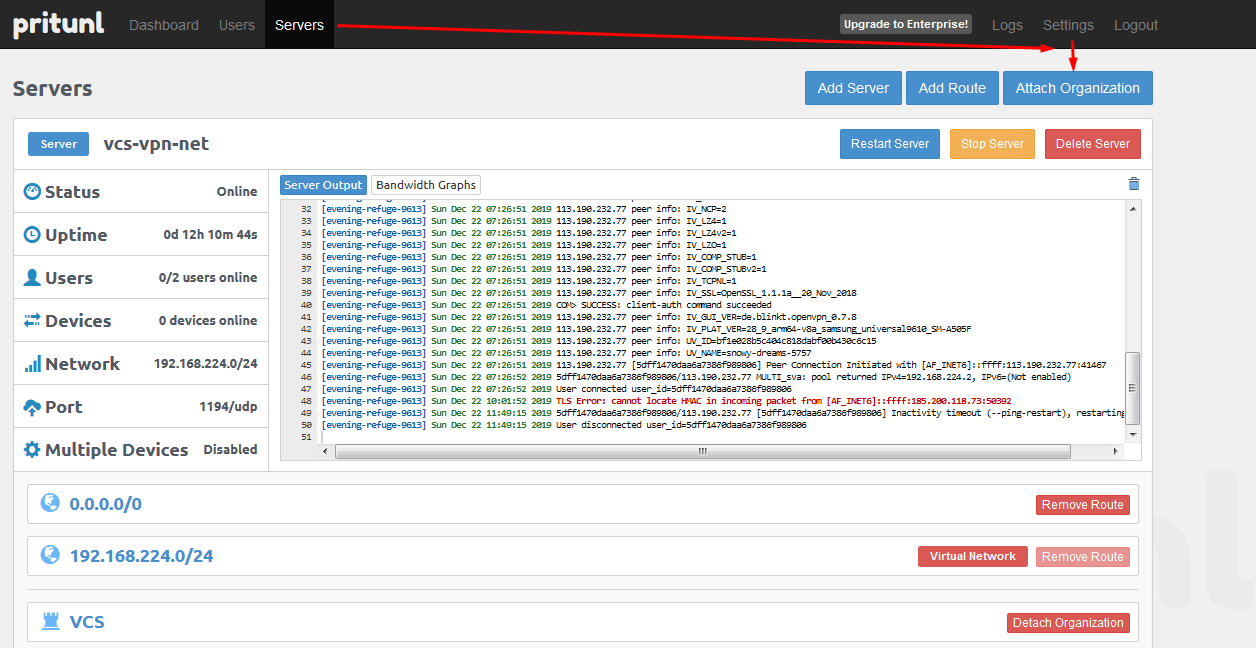 pritunl Dashboard Users Servers Upgrade to Enterprise! Logs Settings Logout
Servers
Add Server Add Route Attach Organization
Server vcs-vpn-net
Restart Server Stop Server Delete Server
Status Online
Uptime 0d 12h 10m 44s
Users 0/2 users online
Devices 0 devices online
Network 192.168.224.0/24
Port 1194/udp
Multiple Devices Disabled
Server Output Bandwidth Graphs
32 [evening-refuge-9613] Sun Dec 22 07:26:51 2019 113.190.232.77 peer info: IV_NCP=2
33 [evening-refuge-9613] Sun Dec 22 07:26:51 2019 113.190.232.77 peer info: IV_LZ4=1
34 [evening-refuge-9613] Sun Dec 22 07:26:51 2019 113.190.232.77 peer info: IV_LZ4v2=1
35 [evening-refuge-9613] Sun Dec 22 07:26:51 2019 113.190.232.77 peer info: IV_LZO=1
36 [evening-refuge-9613] Sun Dec 22 07:26:51 2019 113.190.232.77 peer info: IV_COMP_STUB=1
37 [evening-refuge-9613] Sun Dec 22 07:26:51 2019 113.190.232.77 peer info: IV_COMP_STUBv2=1
38 [evening-refuge-9613] Sun Dec 22 07:26:51 2019 113.190.232.77 peer info: IV_TCPNL=1
39 [evening-refuge-9613] Sun Dec 22 07:26:51 2019 113.190.232.77 peer info: IV_SSL=OpenSSL_1.1.1a__20_Nov_2018
40 [evening-refuge-9613] Sun Dec 22 07:26:51 2019 COM> SUCCESS: client-auth command succeeded
41 [evening-refuge-9613] Sun Dec 22 07:26:51 2019 113.190.232.77 peer info: IV_GUI_VER=de.blinkt.openvpn_0.7.8
42 [evening-refuge-9613] Sun Dec 22 07:26:51 2019 113.190.232.77 peer info: IV_PLAT_VER=28_9_arm64-v8a_samsung_universal9610_SM-A505F
43 [evening-refuge-9613] Sun Dec 22 07:26:51 2019 113.190.232.77 peer info: UV_ID=bf1e028b5c404c818dabf00b430c6c15
44 [evening-refuge-9613] Sun Dec 22 07:26:51 2019 113.190.232.77 peer info: UV_NAME=snowy-dreams-5757
45 [evening-refuge-9613] Sun Dec 22 07:26:51 2019 113.190.232.77 [5dff1470daa6a7386f989806] Peer Connection Initiated with [AF_INET6]::ffff:113.190.232.77:41467
46 [evening-refuge-9613] Sun Dec 22 07:26:52 2019 5dff1470daa6a7386f989806/113.190.232.77 MULTI_sva: pool returned IPv4=192.168.224.2, IPv6=(Not enabled)
47 [evening-refuge-9613] Sun Dec 22 07:26:52 2019 User connected user_id=5dff1470daa6a7386f989806
48 [evening-refuge-9613] Sun Dec 22 10:01:52 2019 TLS Error: cannot locate HMAC in incoming packet from [AF_INET6]::ffff:185.200.118.73:50392
49 [evening-refuge-9613] Sun Dec 22 11:49:15 2019 5dff1470daa6a7386f989806/113.190.232.77 [5dff1470daa6a7386f989806] Inactivity timeout (--ping-restart), restarting
50 [evening-refuge-9613] Sun Dec 22 11:49:15 2019 User disconnected user_id=5dff1470daa6a7386f989806
51
0.0.0.0/0 Remove Route
192.168.224.0/24 Virtual Network Remove Route
VCS Detach Organization